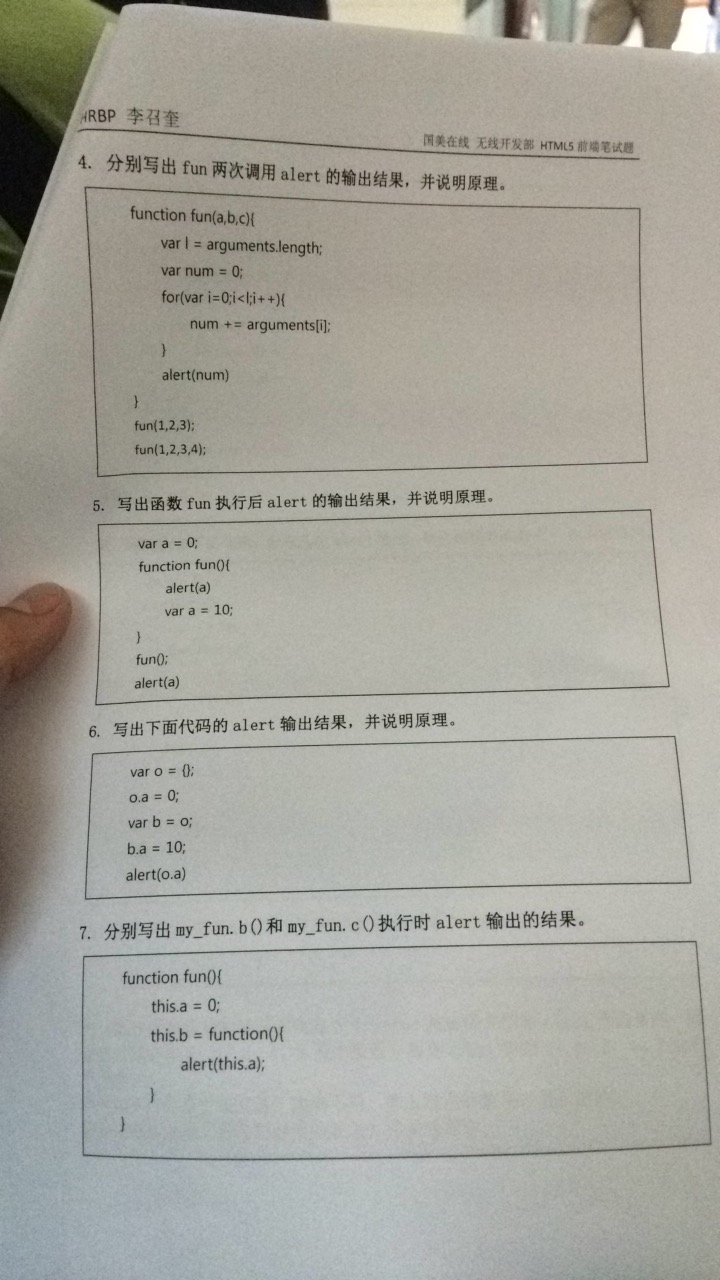 HRBP 李召奎
国美在线 无线开发部 HTML5 前端笔试题
4. 分别写出 fun 两次调用 alert 的输出结果，并说明原理。
function fun(a,b,c){
var l = arguments.length;
var num = 0;
for(var i=0;i<l;i++){
num += arguments[i];
}
alert(num)
}
fun(1,2,3);
fun(1,2,3,4);
5. 写出函数 fun 执行后 alert 的输出结果，并说明原理。
var a = 0;
function fun(){
alert(a)
var a = 10;
}
fun();
alert(a)
6. 写出下面代码的 alert 输出结果，并说明原理。
var o = {};
o.a = 0;
var b = o;
b.a = 10;
alert(o.a)
7. 分别写出 my_fun.b()和 my_fun.c()执行时 alert 输出的结果。
function fun(){
this.a = 0;
this.b = function(){
alert(this.a);
}
}